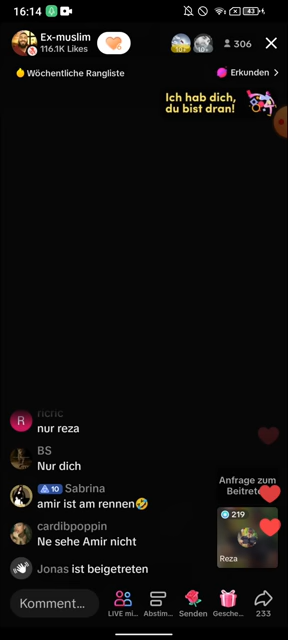 16:14
43
Ex-muslim
116.1K Likes
306
Wöchentliche Rangliste
Erkunden >
Ich hab dich,
du bist dran!
R
nur reza
BS
Nur dich
10 Sabrina
amir ist am rennen🤣
cardibpoppin
Ne sehe Amir nicht
Jonas ist beigetreten
Anfrage zum
219
Reza
Komment...
LIVE mi...
Abstim...
Senden
Gesche...
233